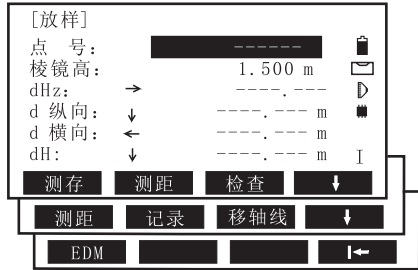 [放样]
点 号: ------
棱镜高: 1.500 m
dHz: → ----.---
d 纵向: ↓ ----.--- m
d 横向: ← ----.--- m
dH: ↓ ----.--- m
测存 测距 检查 ↓
测距 记录 移轴线 ↓
EDM